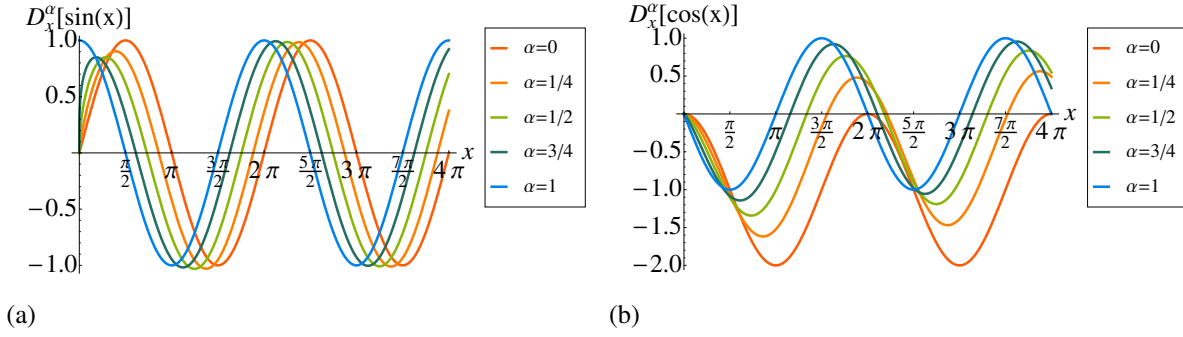 D_x^α[sin(x)]
1.0
0.5
−0.5
−1.0
π/2
π
3π/2
2π
5π/2
3π
7π/2
4π
x
α=0
α=1/4
α=1/2
α=3/4
α=1
(a)
D_x^α[cos(x)]
1.0
0.5
−0.5
−1.0
−1.5
−2.0
π/2
π
3π/2
2π
5π/2
3π
7π/2
4π
x
α=0
α=1/4
α=1/2
α=3/4
α=1
(b)